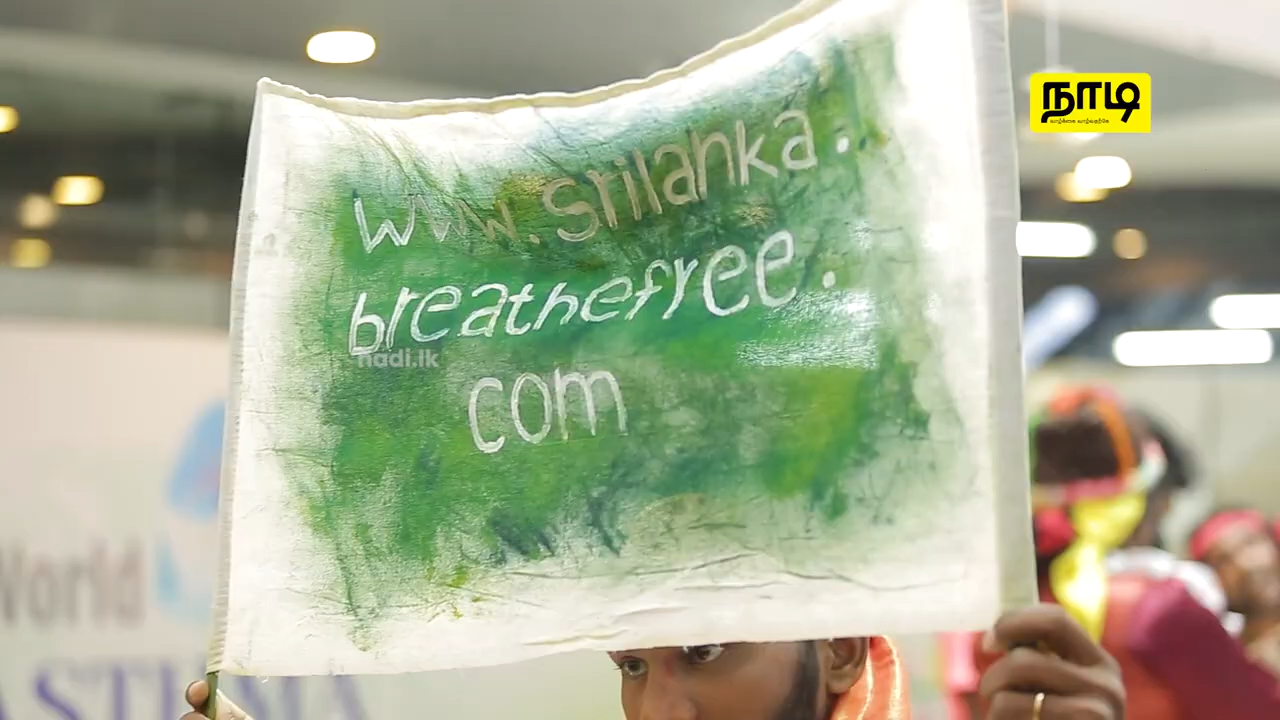 நாடி
www.srilanka.
breathefree.
nadi.lk
com
World
ASTHMA